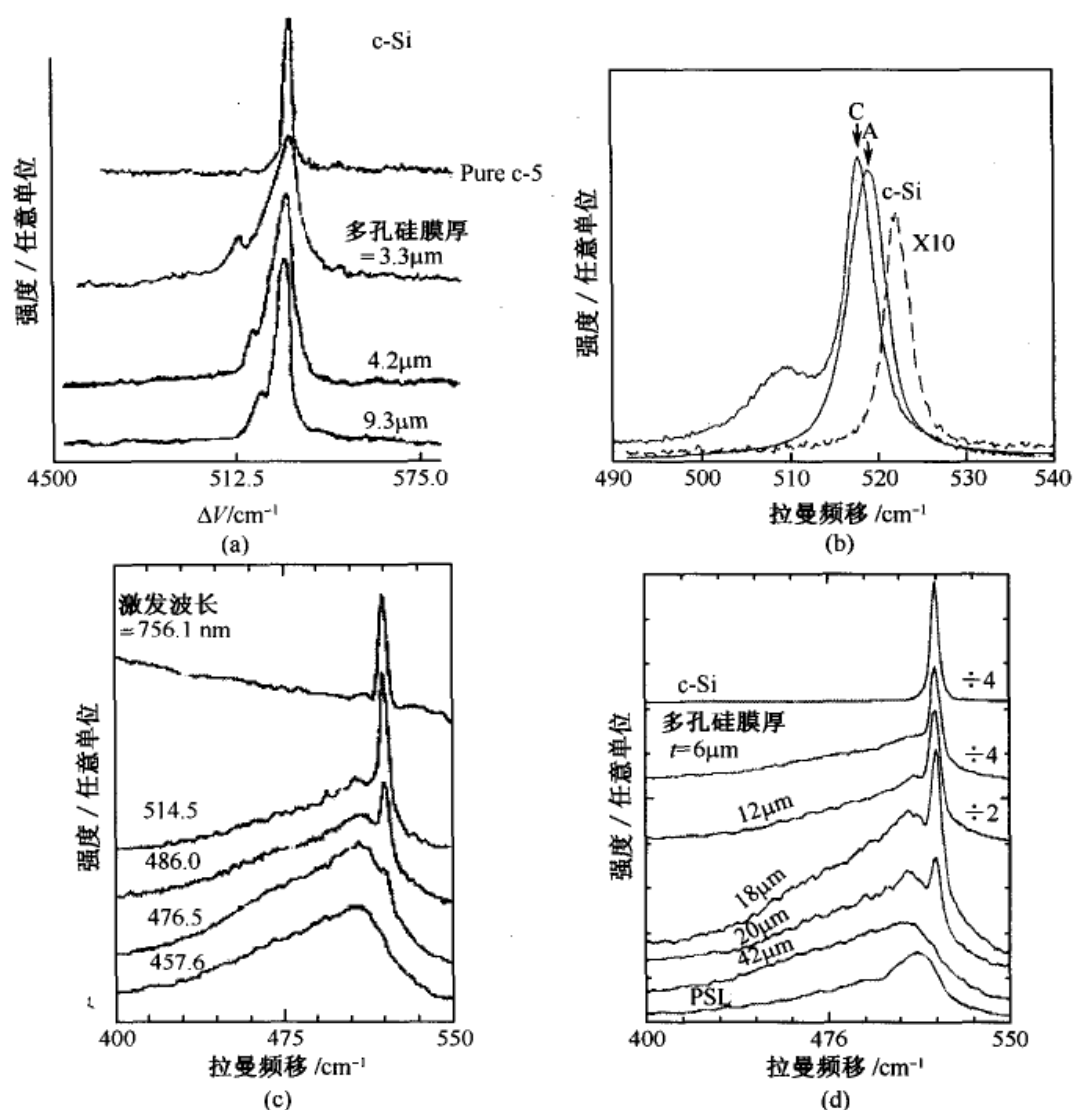 c-Si
Pure c-5
多孔硅膜厚
=3.3μm
4.2μm
9.3μm
强度 / 任意单位
4500 512.5 575.0
ΔV/cm⁻¹
(a)
C
A
c-Si
X10
强度 / 任意单位
490 500 510 520 530 540
拉曼频移 /cm⁻¹
(b)
激发波长
=756.1 nm
514.5
486.0
476.5
457.6
强度 / 任意单位
400 475 550
拉曼频移 /cm⁻¹
(c)
c-Si ÷4
多孔硅膜厚
t=6μm ÷4
12μm ÷2
18μm
20μm
42μm
PSL
强度 / 任意单位
400 476 550
拉曼频移 /cm⁻¹
(d)